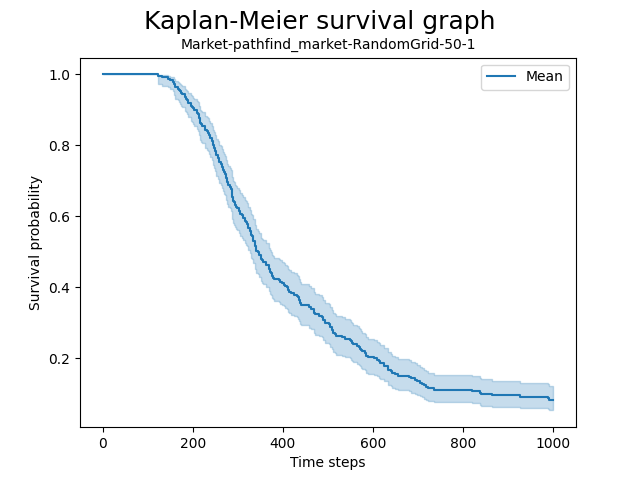 Kaplan-Meier survival graph
Market-pathfind_market-RandomGrid-50-1
Mean
1.0
0.8
0.6
0.4
0.2
Survival probability
0 200 400 600 800 1000
Time steps